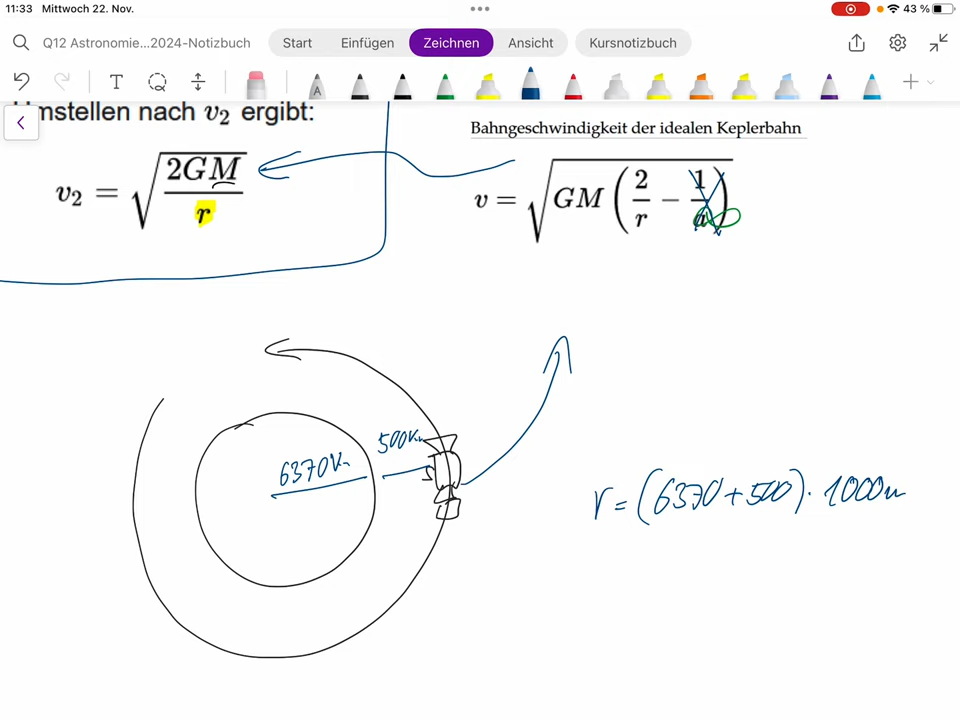 11:33 Mittwoch 22. Nov.
43 %
Q12 Astronomie...2024-Notizbuch
Start Einfügen Zeichnen Ansicht Kursnotizbuch
T
A
mstellen nach v₂ ergibt:
v₂ = √(2GM / r)
Bahngeschwindigkeit der idealen Keplerbahn
v = √(GM (2/r − 1/a))
∞
500Km
6370Km
r = (6370+500) · 1000m